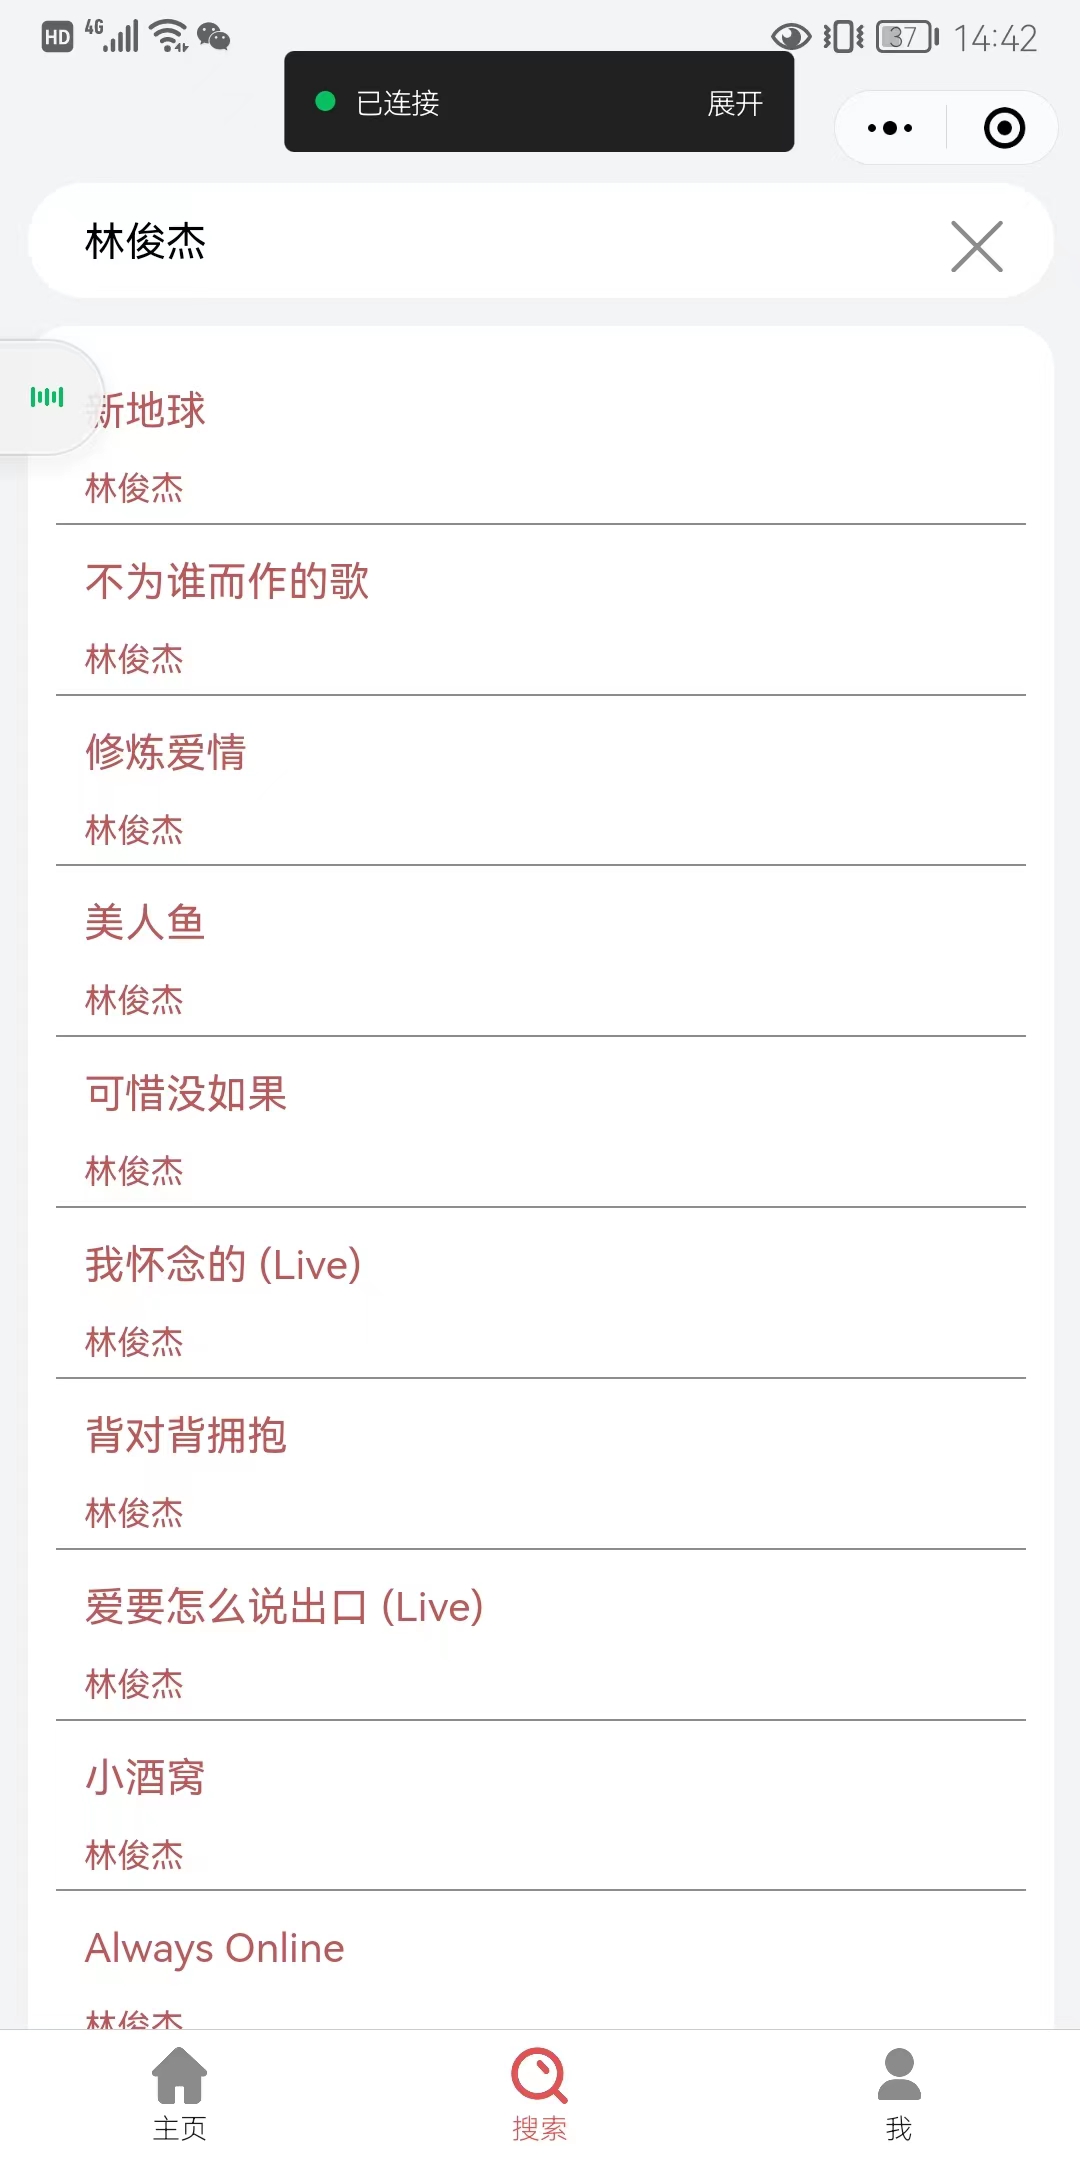 HD 4G 37 14:42
已连接 展开
林俊杰
新地球
林俊杰
不为谁而作的歌
林俊杰
修炼爱情
林俊杰
美人鱼
林俊杰
可惜没如果
林俊杰
我怀念的 (Live)
林俊杰
背对背拥抱
林俊杰
爱要怎么说出口 (Live)
林俊杰
小酒窝
林俊杰
Always Online
林俊杰
主页 搜索 我